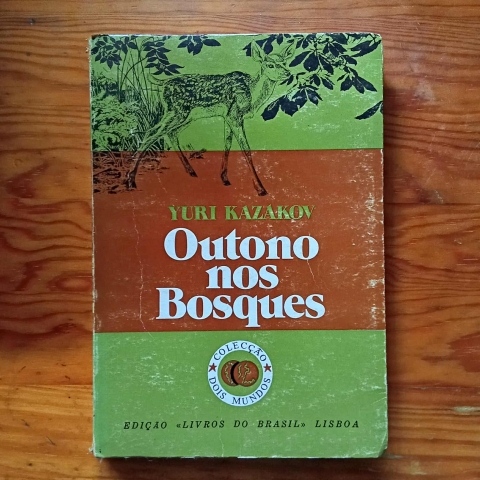 YURI KAZAKOV
Outono
nos
Bosques
COLECÇÃO
DOIS MUNDOS
EDIÇÃO «LIVROS DO BRASIL» LISBOA